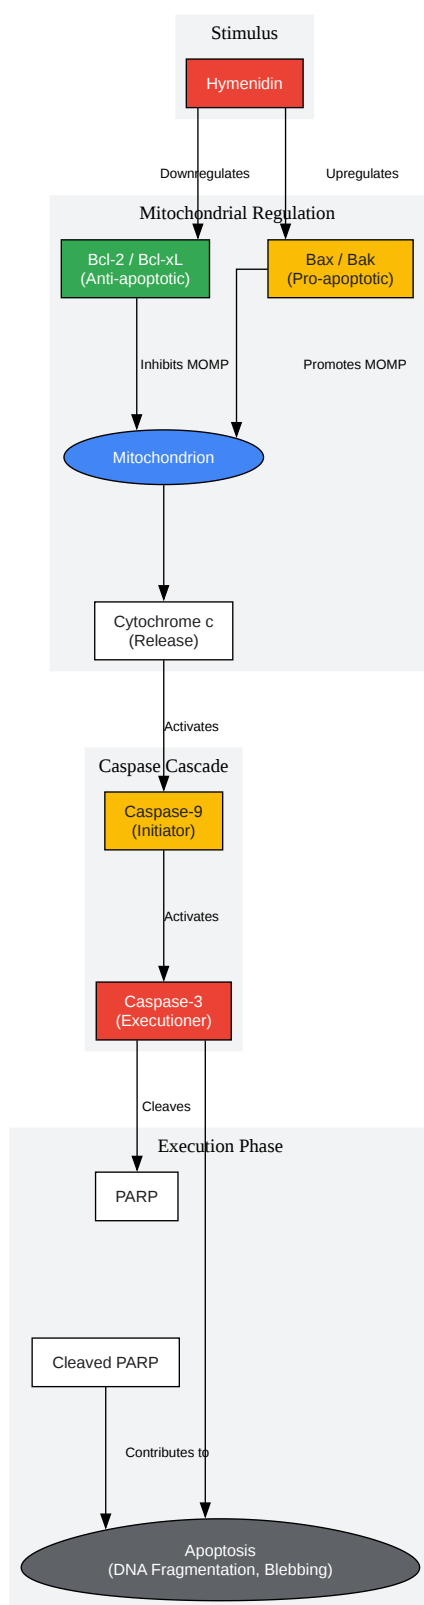 Stimulus
Hymenidin
Downregulates
Upregulates
Mitochondrial Regulation
Bcl-2 / Bcl-xL
(Anti-apoptotic)
Bax / Bak
(Pro-apoptotic)
Inhibits MOMP
Promotes MOMP
Mitochondrion
Cytochrome c
(Release)
Activates
Caspase Cascade
Caspase-9
(Initiator)
Activates
Caspase-3
(Executioner)
Cleaves
Execution Phase
PARP
Cleaved PARP
Contributes to
Apoptosis
(DNA Fragmentation, Blebbing)